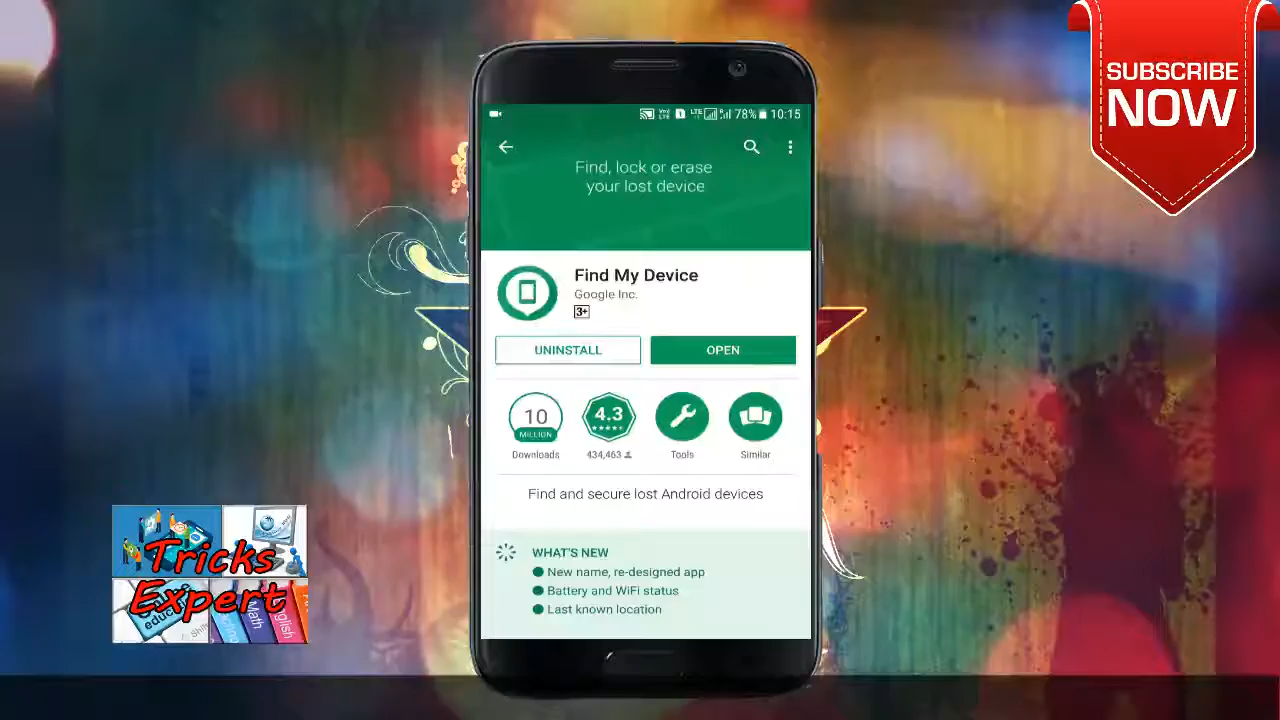 SUBSCRIBE
NOW
78% 10:15
Find, lock or erase
your lost device
Find My Device
Google Inc.
3+
UNINSTALL
OPEN
10
MILLION
Downloads
4.3
434,463
Tools
Similar
Find and secure lost Android devices
WHAT'S NEW
New name, re-designed app
Battery and WiFi status
Last known location
Tricks
Expert
Math
English